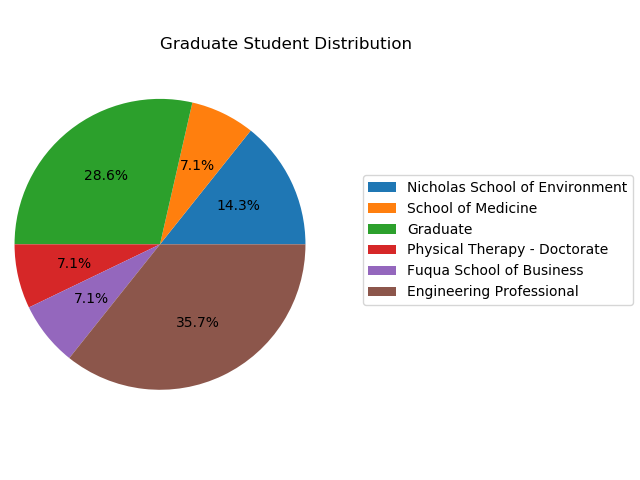 Graduate Student Distribution
28.6%
7.1%
14.3%
7.1%
7.1%
35.7%
Nicholas School of Environment
School of Medicine
Graduate
Physical Therapy - Doctorate
Fuqua School of Business
Engineering Professional